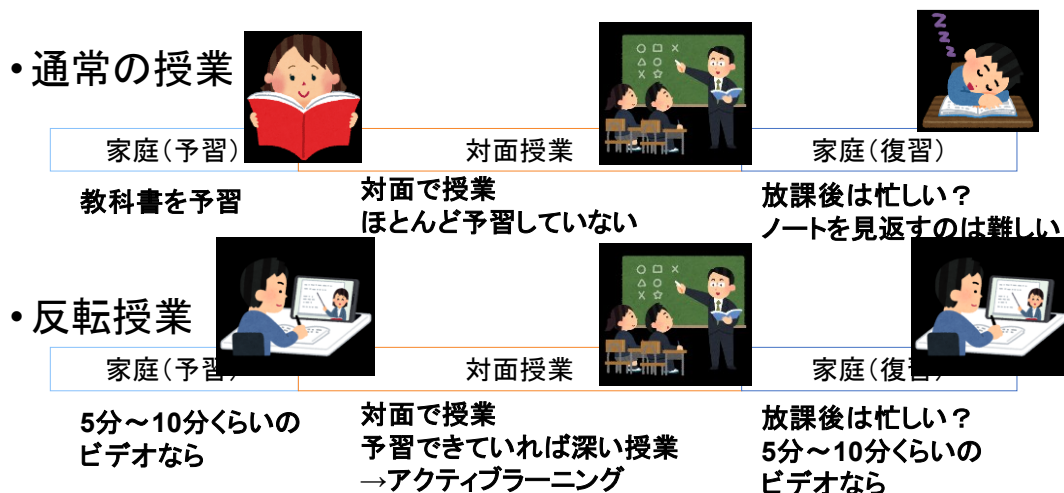 ・通常の授業
家庭（予習）
対面授業
家庭（復習）
教科書を予習
対面で授業
ほとんど予習していない
放課後は忙しい？
ノートを見返すのは難しい
・反転授業
家庭（予習）
対面授業
家庭（復習）
5分～10分くらいの
ビデオなら
対面で授業
予習できていれば深い授業
→アクティブラーニング
放課後は忙しい？
5分～10分くらいの
ビデオなら